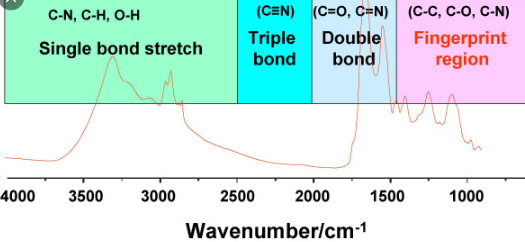 C-N, C-H, O-H
Single bond stretch
(C≡N)
Triple
bond
(C=O, C=N)
Double
bond
(C-C, C-O, C-N)
Fingerprint
region
4000 3500 3000 2500 2000 1500 1000
Wavenumber/cm⁻¹